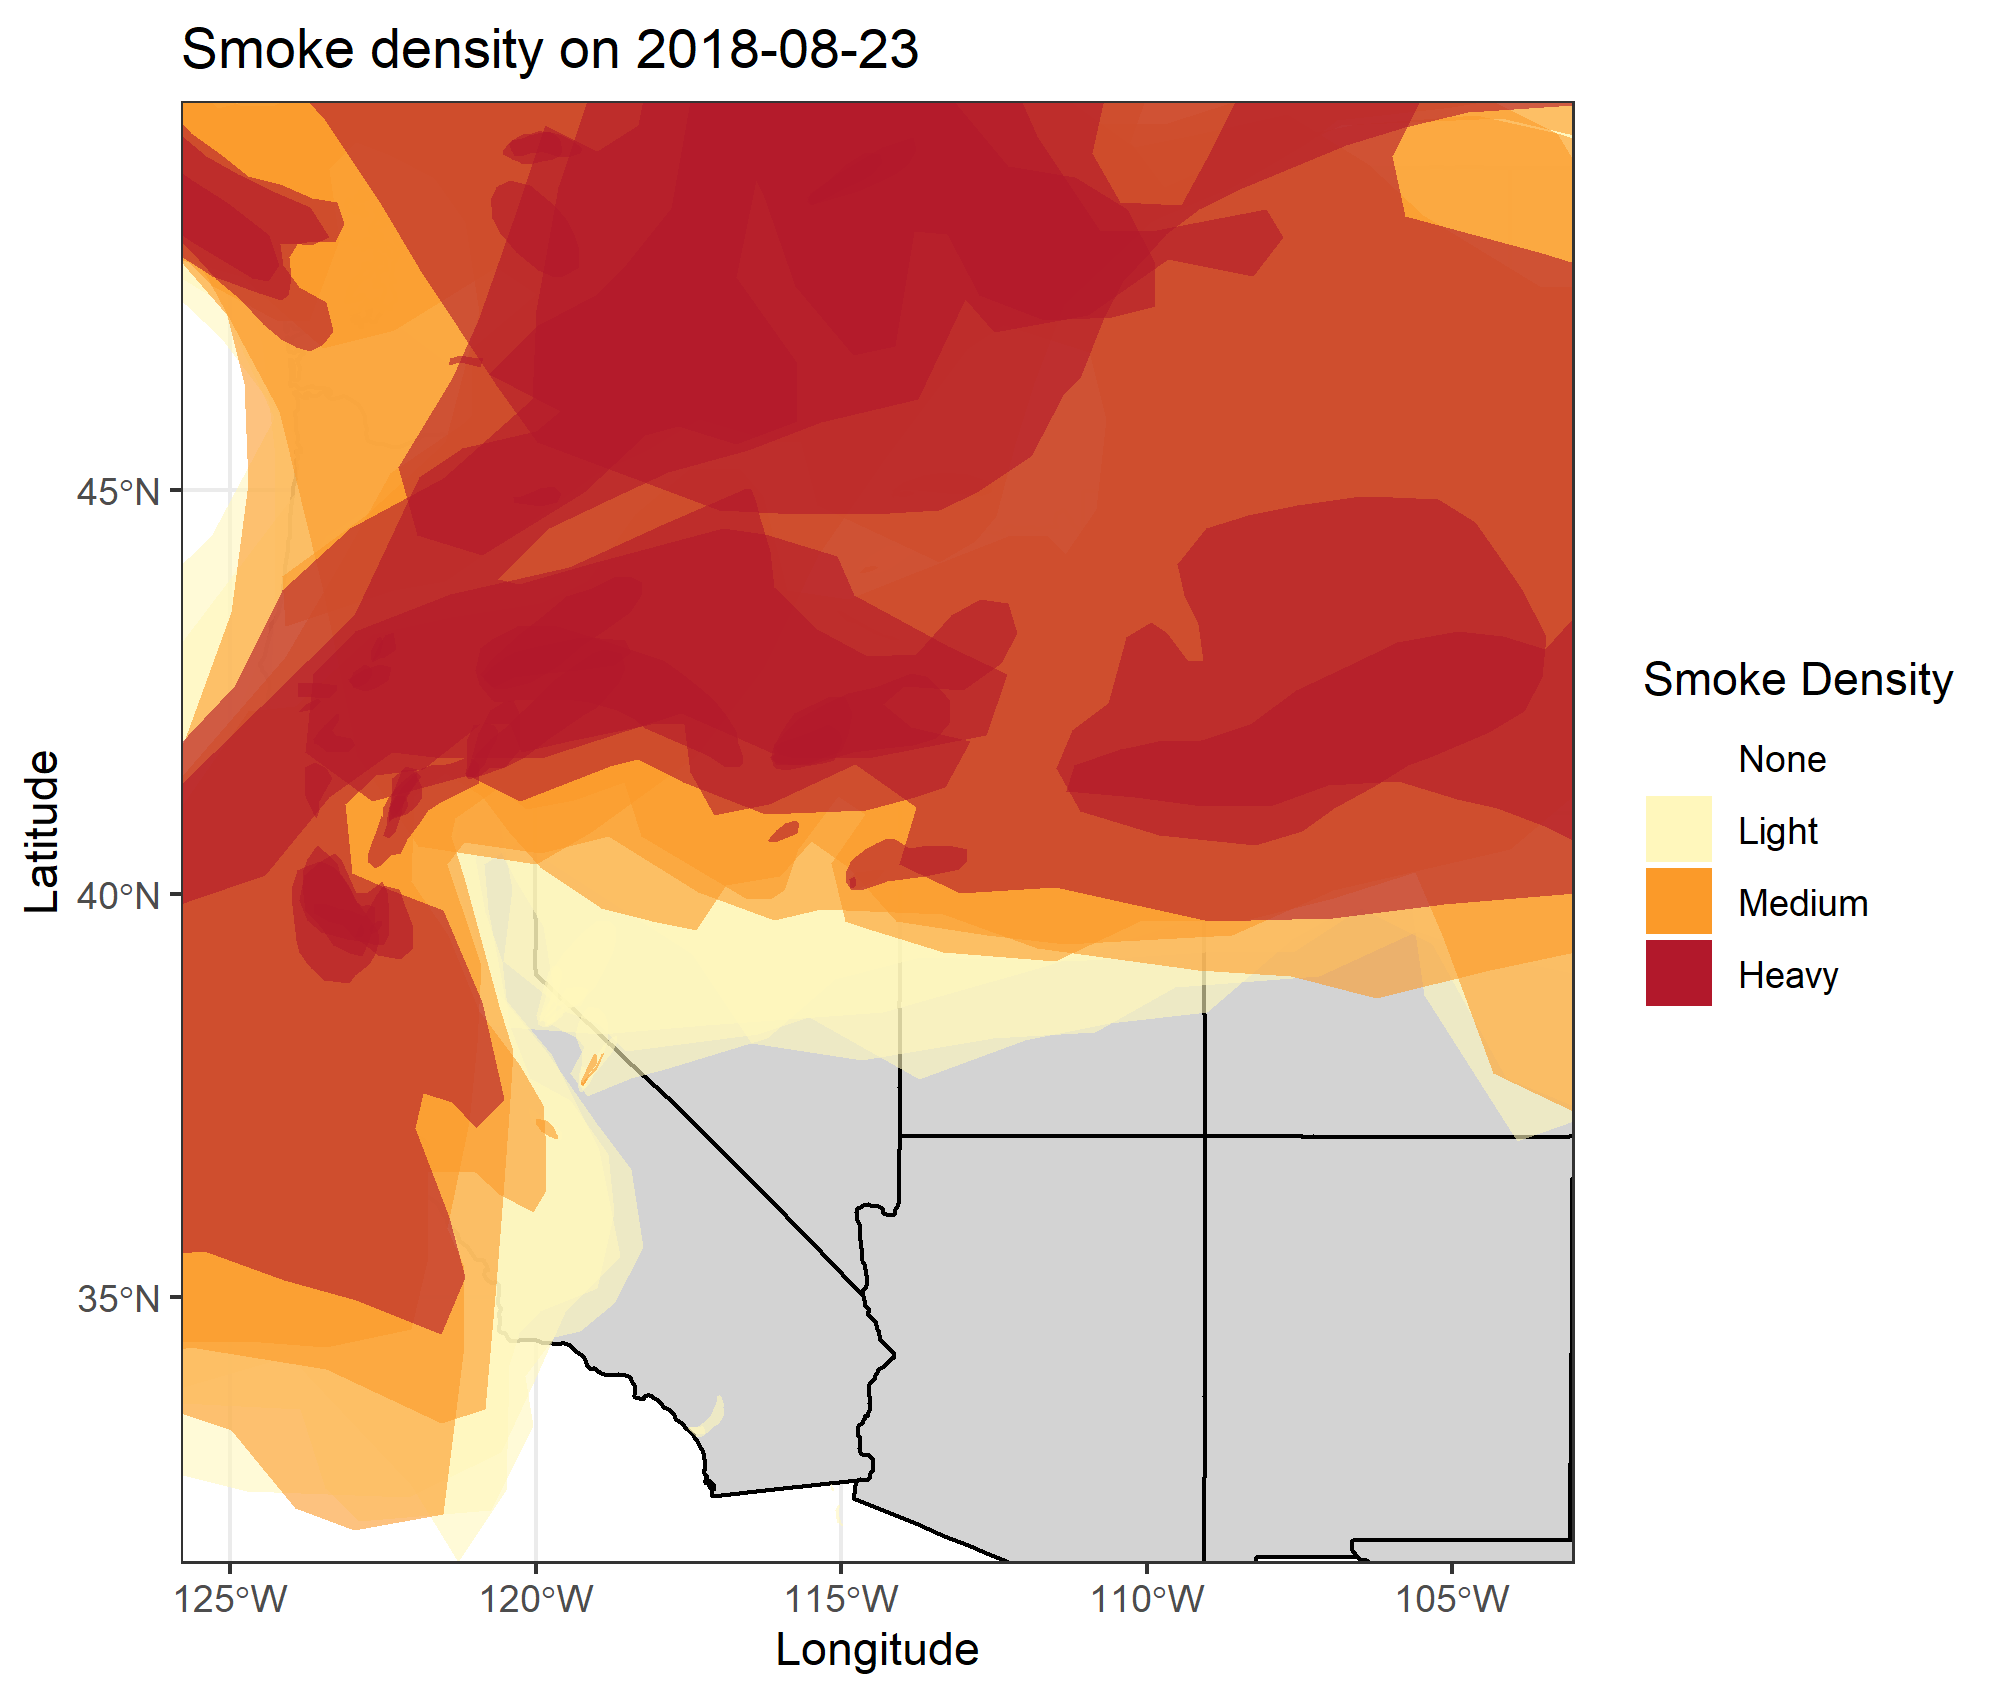 Smoke density on 2018-08-23
45°N
40°N
35°N
Latitude
125°W
120°W
115°W
110°W
105°W
Longitude
Smoke Density
None
Light
Medium
Heavy